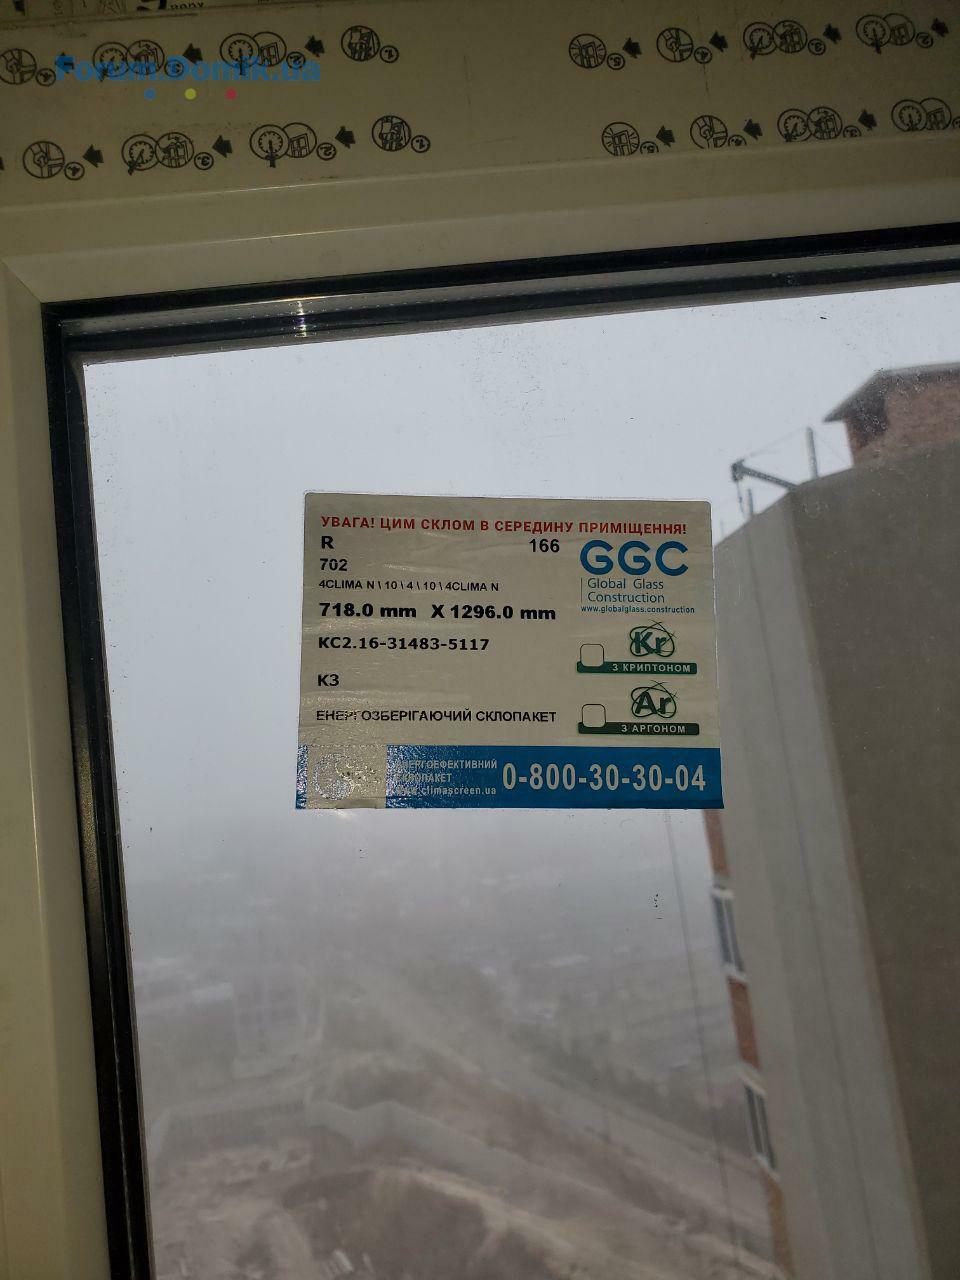 Forum.Domik.ua
УВАГА! ЦИМ СКЛОМ В СЕРЕДИНУ ПРИМІЩЕННЯ!
R 166
702
4CLIMA N \ 10 \ 4 \ 10 \ 4CLIMA N
718.0 mm X 1296.0 mm
КС2.16-31483-5117
К3
ЕНЕРГОЗБЕРІГАЮЧИЙ СКЛОПАКЕТ
GGC
Global Glass
Construction
www.globalglass.construction
Kr
З КРИПТОНОМ
Ar
З АРГОНОМ
ЕНЕРГОЕФЕКТИВНИЙ
СКЛОПАКЕТ
www.climascreen.ua
0-800-30-30-04